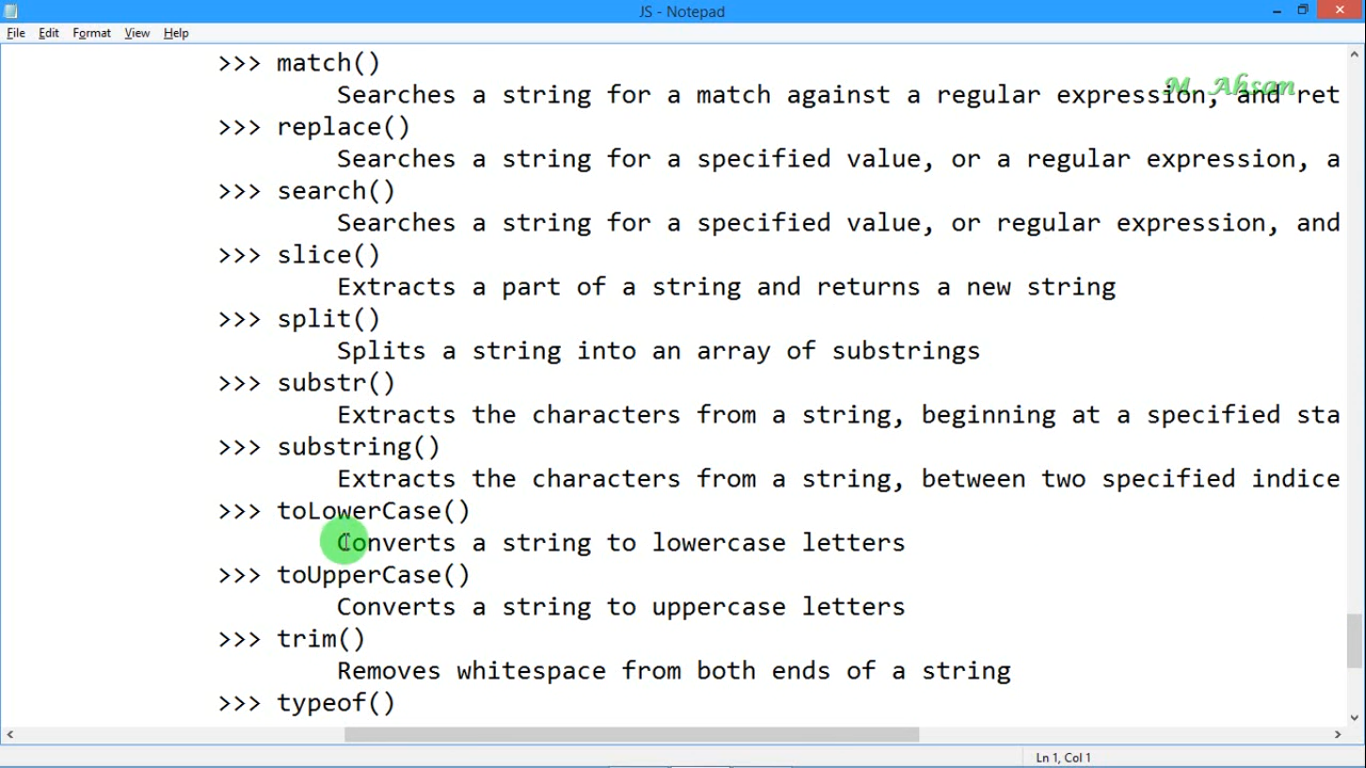 JS - Notepad
File Edit Format View Help
>>> match()
M. Ahsan
Searches a string for a match against a regular expression, and ret
>>> replace()
Searches a string for a specified value, or a regular expression, a
>>> search()
Searches a string for a specified value, or regular expression, and
>>> slice()
Extracts a part of a string and returns a new string
>>> split()
Splits a string into an array of substrings
>>> substr()
Extracts the characters from a string, beginning at a specified sta
>>> substring()
Extracts the characters from a string, between two specified indice
>>> toLowerCase()
Converts a string to lowercase letters
>>> toUpperCase()
Converts a string to uppercase letters
>>> trim()
Removes whitespace from both ends of a string
>>> typeof()
Ln 1, Col 1